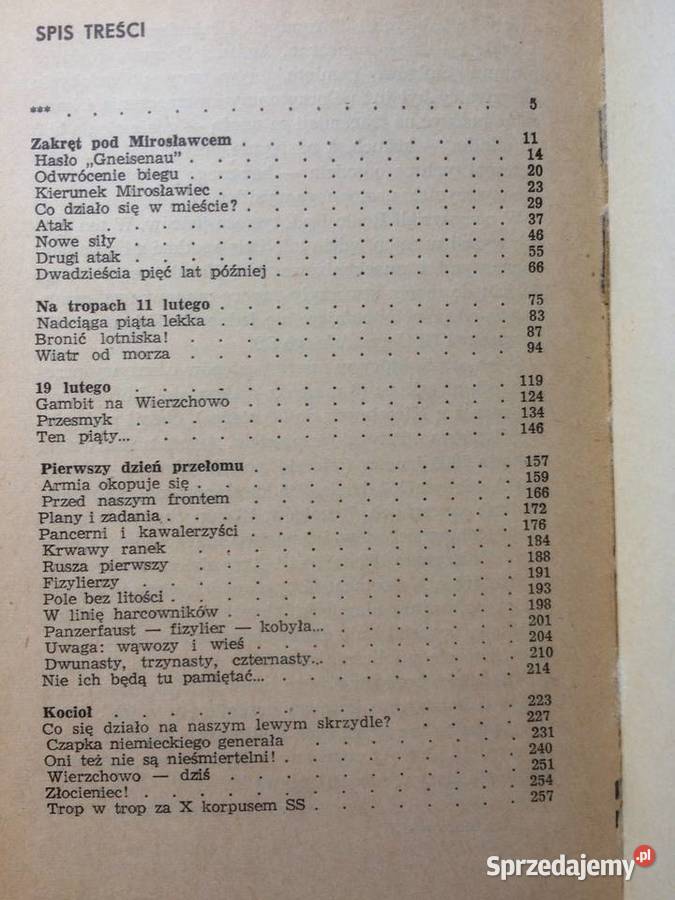 SPIS TREŚCI
*** . . . . . . . . . . . . . . . . . 5
Zakręt pod Mirosławcem . . . . . . . . . . 11
Hasło „Gneisenau” . . . . . . . . . . . . 14
Odwrócenie biegu . . . . . . . . . . . . 20
Kierunek Mirosławiec . . . . . . . . . . . 23
Co działo się w mieście? . . . . . . . . . . 29
Atak . . . . . . . . . . . . . . . 37
Nowe siły . . . . . . . . . . . . . . 46
Drugi atak . . . . . . . . . . . . . . 55
Dwadzieścia pięć lat później . . . . . . . . . 66
Na tropach 11 lutego . . . . . . . . . . . 75
Nadciąga piąta lekka . . . . . . . . . . . 83
Bronić lotniska! . . . . . . . . . . . . 87
Wiatr od morza . . . . . . . . . . . . . 94
19 lutego . . . . . . . . . . . . . . 119
Gambit na Wierzchowo . . . . . . . . . . 124
Przesmyk . . . . . . . . . . . . . . 134
Ten piąty... . . . . . . . . . . . . . 146
Pierwszy dzień przełomu . . . . . . . . . . 157
Armia okopuje się . . . . . . . . . . . . 159
Przed naszym frontem . . . . . . . . . . 166
Plany i zadania . . . . . . . . . . . . . 172
Pancerni i kawalerzyści . . . . . . . . . . 176
Krwawy ranek . . . . . . . . . . . . 184
Rusza pierwszy . . . . . . . . . . . . 188
Fizylierzy . . . . . . . . . . . . . . 191
Pole bez litości . . . . . . . . . . . . . 193
W linię harcowników . . . . . . . . . . . 198
Panzerfaust — fizylier — kobyła... . . . . . . . 201
Uwaga: wąwozy i wieś . . . . . . . . . . 204
Dwunasty, trzynasty, czternasty... . . . . . . . 210
Nie ich będą tu pamiętać... . . . . . . . . . 214
Kocioł . . . . . . . . . . . . . . . 223
Co się działo na naszym lewym skrzydle? . . . . 227
Czapka niemieckiego generała . . . . . . . 231
Oni też nie są nieśmiertelni! . . . . . . . . 240
Wierzchowo — dziś . . . . . . . . . . . 251
Złocieniec! . . . . . . . . . . . . . 254
Trop w trop za X korpusem SS . . . . . . . 257
Sprzedajemy.pl